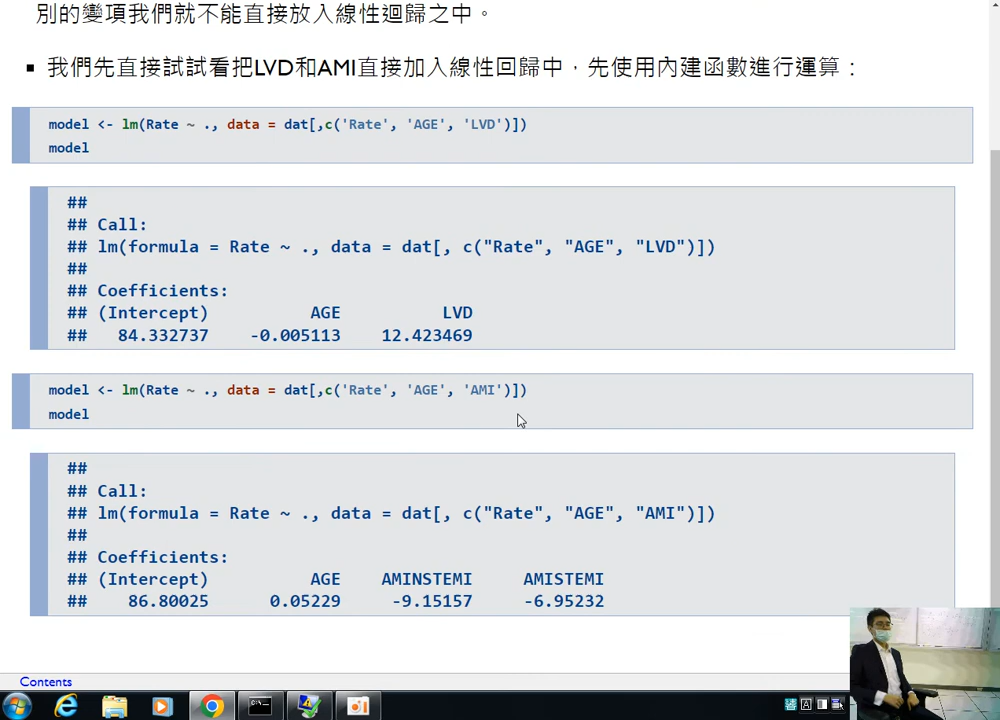 別的變項我們就不能直接放入線性迴歸之中。
▪ 我們先直接試試看把LVD和AMI直接加入線性回歸中，先使用內建函數進行運算：
model <- lm(Rate ~ ., data = dat[,c('Rate', 'AGE', 'LVD')])
model
##
## Call:
## lm(formula = Rate ~ ., data = dat[, c("Rate", "AGE", "LVD")])
##
## Coefficients:
## (Intercept)          AGE          LVD
##   84.332737    -0.005113    12.423469
model <- lm(Rate ~ ., data = dat[,c('Rate', 'AGE', 'AMI')])
model
##
## Call:
## lm(formula = Rate ~ ., data = dat[, c("Rate", "AGE", "AMI")])
##
## Coefficients:
## (Intercept)          AGE    AMINSTEMI     AMISTEMI
##    86.80025      0.05229     -9.15157     -6.95232
Contents